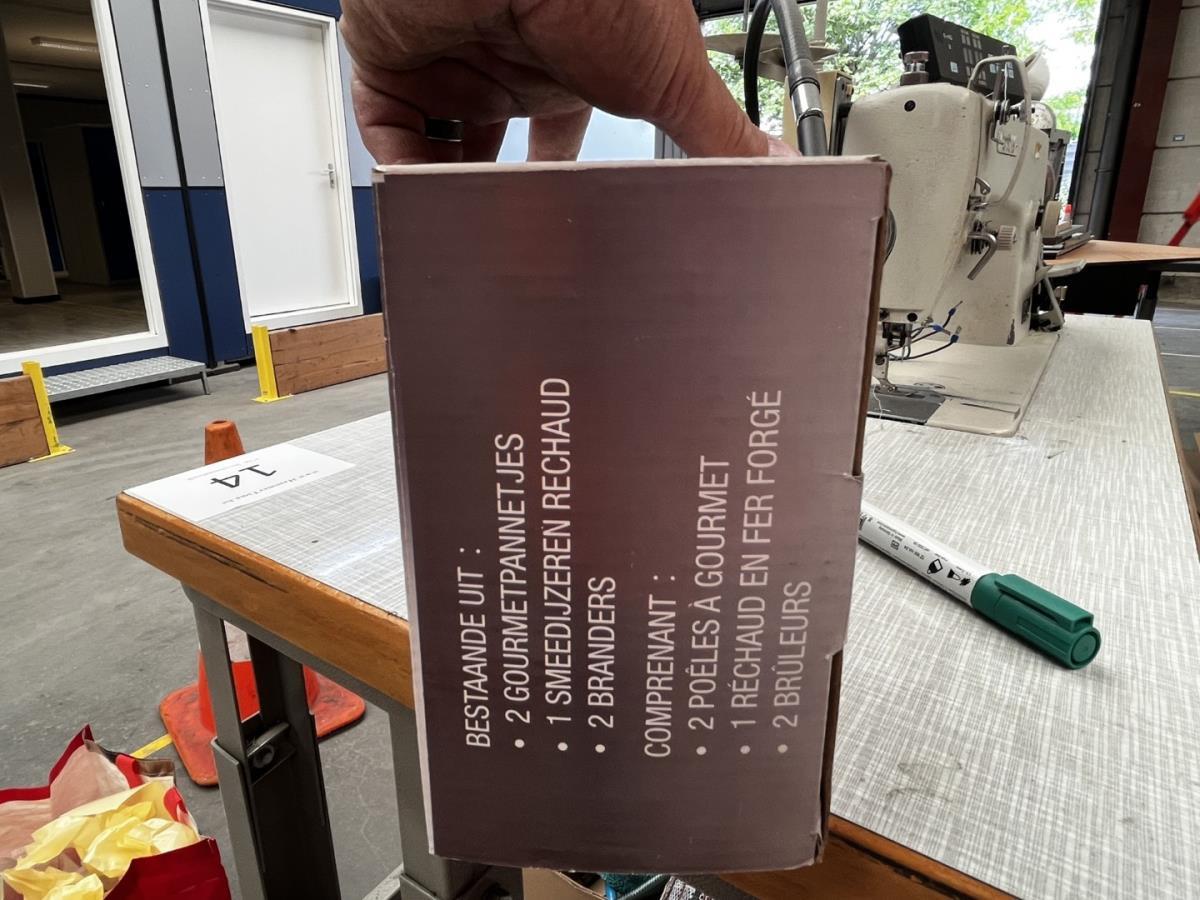 BESTAANDE UIT :
• 2 GOURMETPANNETJES
• 1 SMEEDIJZEREN RECHAUD
• 2 BRANDERS
COMPRENANT :
• 2 POÊLES À GOURMET
• 1 RÉCHAUD EN FER FORGÉ
• 2 BRÛLEURS
14